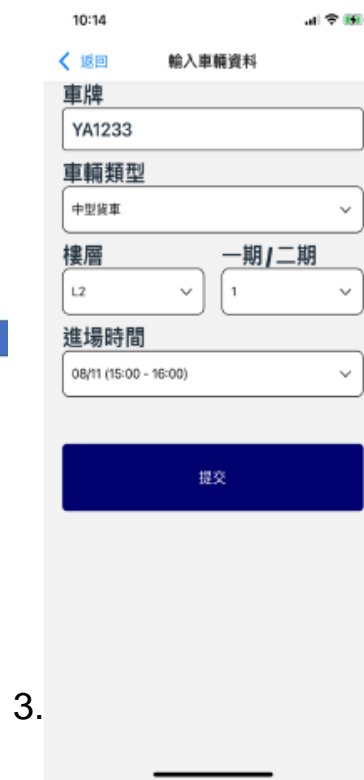 10:14
返回 輸入車輛資料
車牌
YA1233
車輛類型
中型貨車
樓層 一期/二期
L2 1
進場時間
08/11 (15:00 - 16:00)
提交
3.